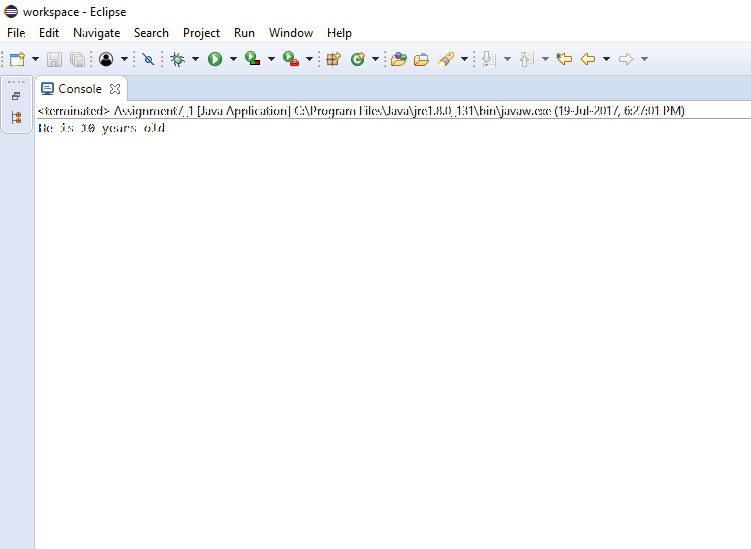 workspace - Eclipse
File Edit Navigate Search Project Run Window Help
Console
<terminated> Assignment7_1 [Java Application] C:\Program Files\Java\jre1.8.0_131\bin\javaw.exe (19-Jul-2017, 6:27:01 PM)
He is 10 years old